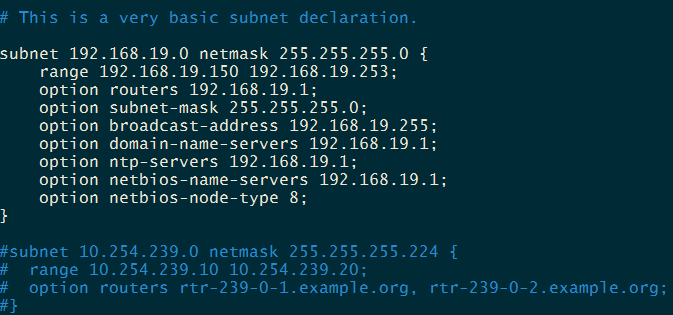 # This is a very basic subnet declaration.
subnet 192.168.19.0 netmask 255.255.255.0 {
    range 192.168.19.150 192.168.19.253;
    option routers 192.168.19.1;
    option subnet-mask 255.255.255.0;
    option broadcast-address 192.168.19.255;
    option domain-name-servers 192.168.19.1;
    option ntp-servers 192.168.19.1;
    option netbios-name-servers 192.168.19.1;
    option netbios-node-type 8;
}
#subnet 10.254.239.0 netmask 255.255.255.224 {
#  range 10.254.239.10 10.254.239.20;
#  option routers rtr-239-0-1.example.org, rtr-239-0-2.example.org;
#}